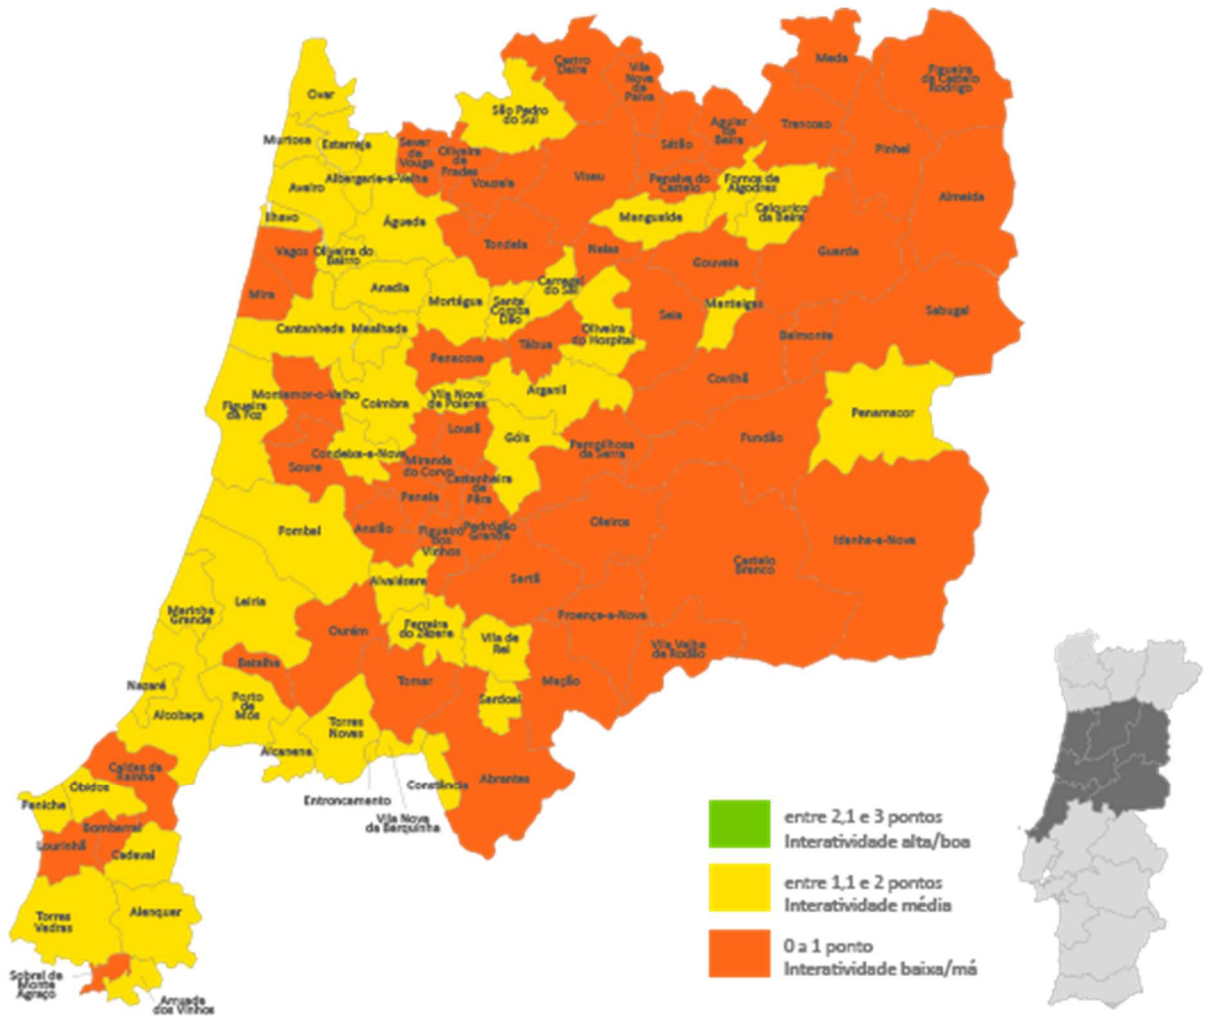 Castro
Daire
Vila
Nova
de
Paiva
Meda
Figueira
de Castelo
Rodrigo
Ovar
São Pedro
do Sul
Aguiar
da
Beira
Trancoso
Murtosa
Estarreja
Sever
do
Vouga
Oliveira
de
Frades
Sátão
Pinhel
Albergaria-a-Velha
Vouzela
Viseu
Penalva do
Castelo
Fornos de
Algodres
Aveiro
Almeida
Ílhavo
Águeda
Mangualde
Celourico
da Beira
Vagos
Oliveira do
Bairro
Tondela
Nelas
Gouveia
Guarda
Mira
Anadia
Mortágua
Santa
Comba
Dão
Carregal
do Sal
Manteigas
Seia
Sabugal
Cantanhede
Mealhada
Tábua
Oliveira
do Hospital
Belmonte
Penacova
Covilhã
Montemor-o-Velho
Figueira
da Foz
Coimbra
Vila Nova
de Poiares
Arganil
Penamacor
Lousã
Góis
Pampilhosa
da Serra
Fundão
Condeixa-a-Nova
Soure
Miranda
do Corvo
Castanheira
de
Pêra
Penela
Pombal
Ansião
Figueiró
dos
Vinhos
Pedrógão
Grande
Oleiros
Idanha-a-Nova
Castelo
Branco
Alvaiázere
Sertã
Leiria
Marinha
Grande
Proença-a-Nova
Ourém
Ferreira
do Zêzere
Vila de
Rei
Vila Velha
de Rodão
Batalha
Nazaré
Tomar
Mação
Porto
de
Mós
Sardoal
Alcobaça
Torres
Novas
Alcanena
Caldas da
Rainha
Constância
Abrantes
Óbidos
Entroncamento
Peniche
Vila Nova
da Barquinha
Bombarral
Lourinhã
Cadaval
Torres
Vedras
Alenquer
Sobral de
Monte
Agraço
Arruada
dos Vinhos
entre 2,1 e 3 pontos
Interatividade alta/boa
entre 1,1 e 2 pontos
Interatividade média
0 a 1 ponto
Interatividade baixa/má